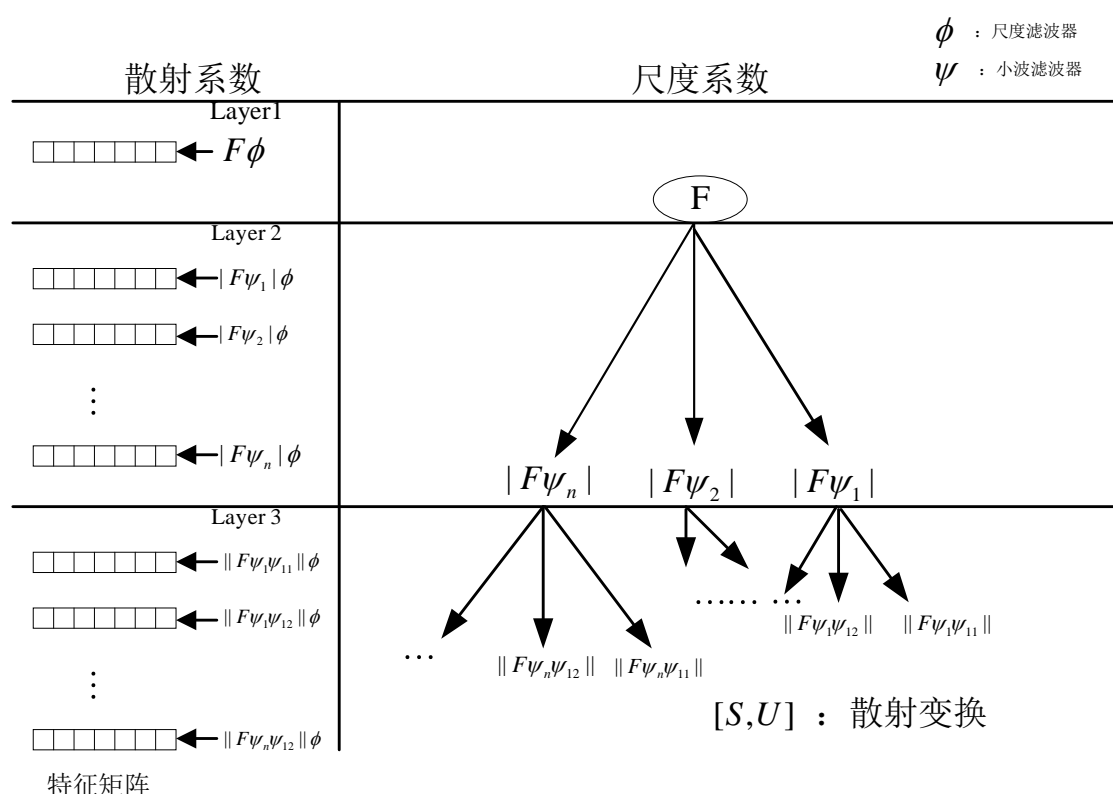 ϕ ：尺度滤波器
ψ ：小波滤波器
散射系数
尺度系数
Layer1
Fϕ
F
Layer 2
|Fψ₁|ϕ
|Fψ₂|ϕ
⋮
|Fψₙ|ϕ
|Fψₙ| |Fψ₂| |Fψ₁|
Layer 3
||Fψ₁ψ₁₁||ϕ
||Fψ₁ψ₁₂||ϕ
⋮
||Fψₙψ₁₂||ϕ
…… …
||Fψ₁ψ₁₂|| ||Fψ₁ψ₁₁||
… ||Fψₙψ₁₂|| ||Fψₙψ₁₁||
[S,U] ：散射变换
特征矩阵